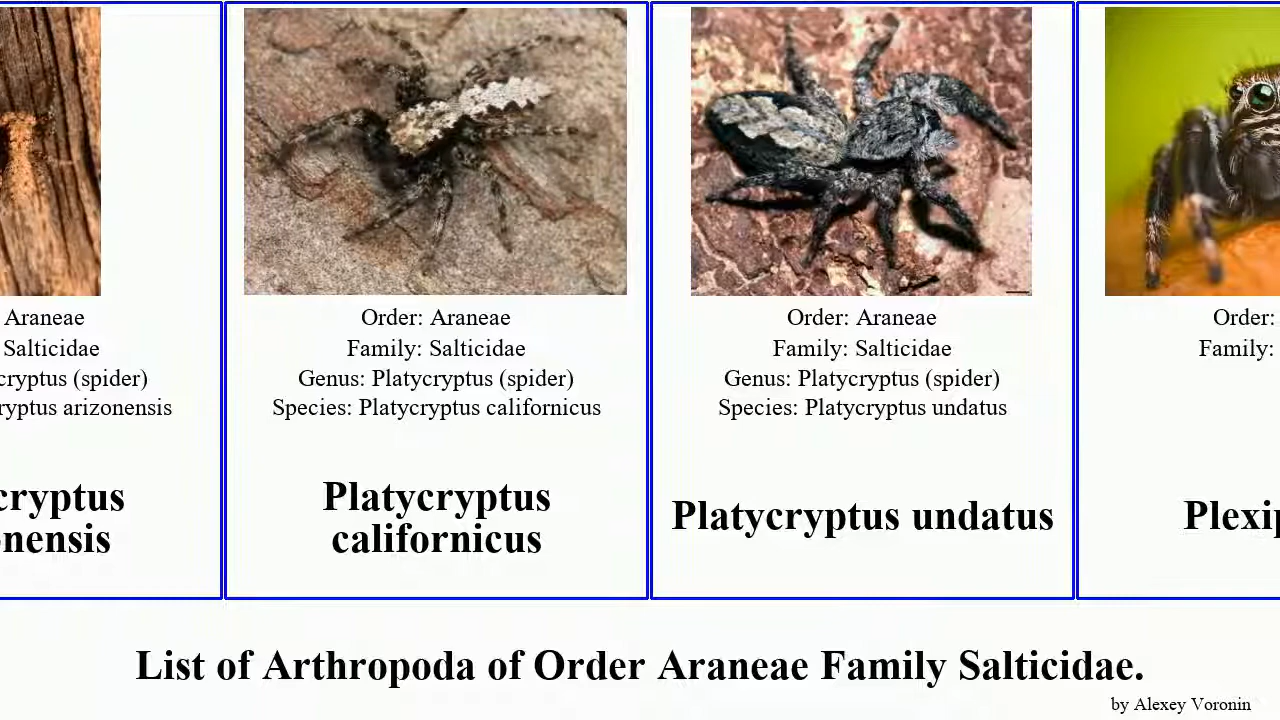 Araneae
Salticidae
cryptus (spider)
ryptus arizonensis
cryptus
nensis
Order: Araneae
Family: Salticidae
Genus: Platycryptus (spider)
Species: Platycryptus californicus
Platycryptus
californicus
Order: Araneae
Family: Salticidae
Genus: Platycryptus (spider)
Species: Platycryptus undatus
Platycryptus undatus
Order:
Family:
Plexip
List of Arthropoda of Order Araneae Family Salticidae.
by Alexey Voronin